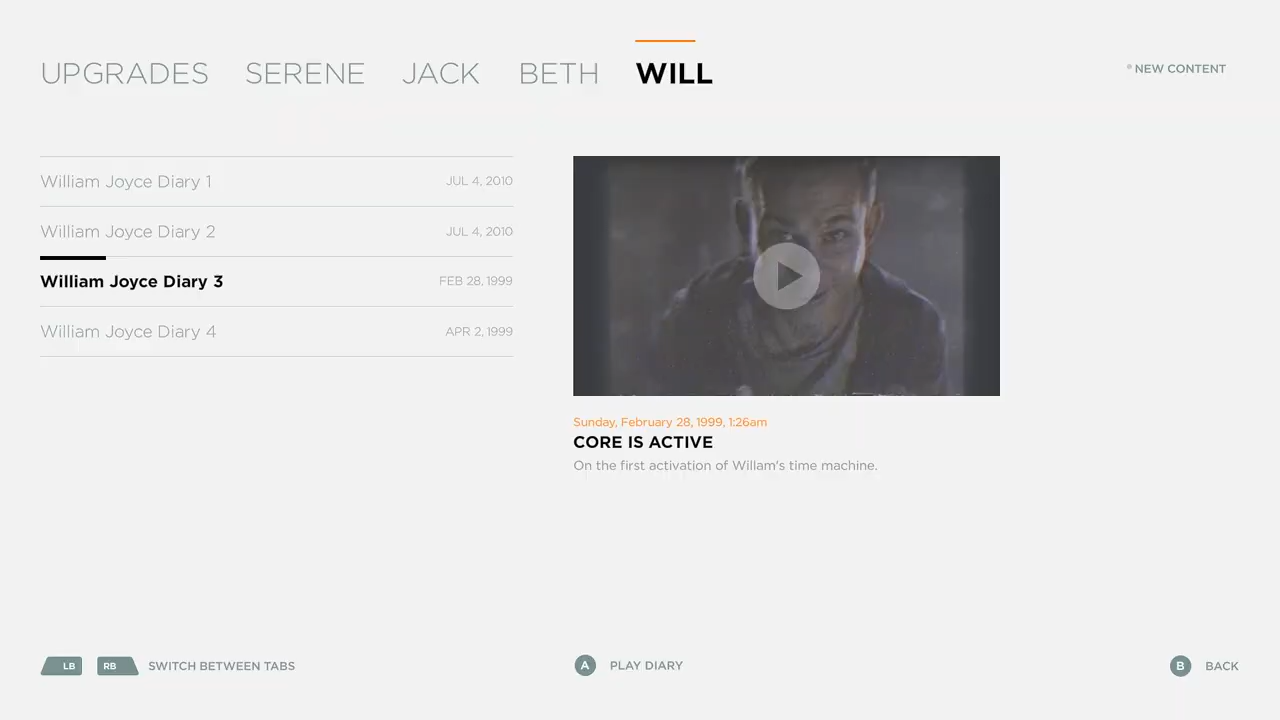 UPGRADES SERENE JACK BETH WILL
NEW CONTENT
William Joyce Diary 1 JUL 4, 2010
William Joyce Diary 2 JUL 4, 2010
William Joyce Diary 3 FEB 28, 1999
William Joyce Diary 4 APR 2, 1999
Sunday, February 28, 1999, 1:26am
CORE IS ACTIVE
On the first activation of Willam's time machine.
LB RB SWITCH BETWEEN TABS
A PLAY DIARY
B BACK